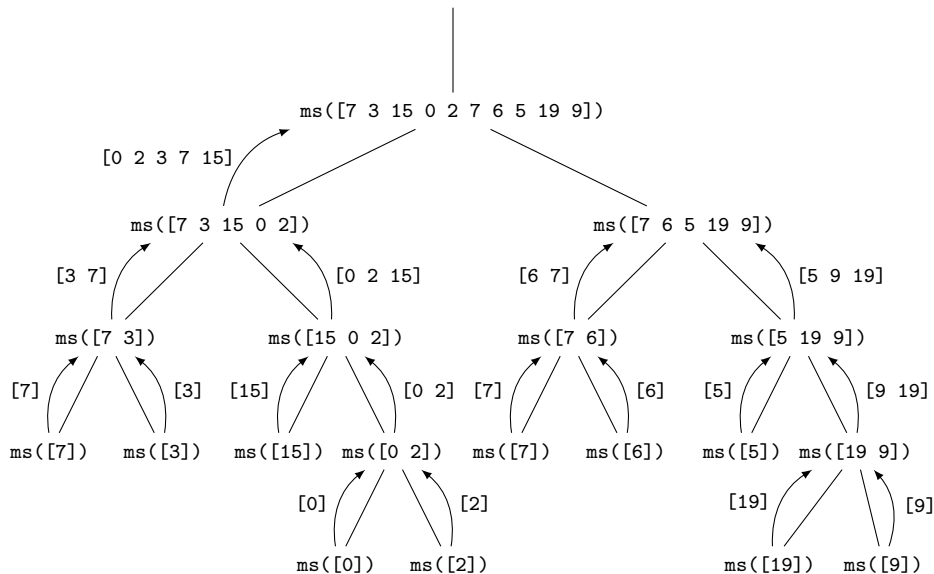 ms([7 3 15 0 2 7 6 5 19 9])
[0 2 3 7 15]
ms([7 3 15 0 2])
ms([7 6 5 19 9])
[3 7]
[0 2 15]
[6 7]
[5 9 19]
ms([7 3])
ms([15 0 2])
ms([7 6])
ms([5 19 9])
[7]
[3]
[15]
[0 2]
[7]
[6]
[5]
[9 19]
ms([7])
ms([3])
ms([15])
ms([0 2])
ms([7])
ms([6])
ms([5])
ms([19 9])
[0]
[2]
[19]
[9]
ms([0])
ms([2])
ms([19])
ms([9])